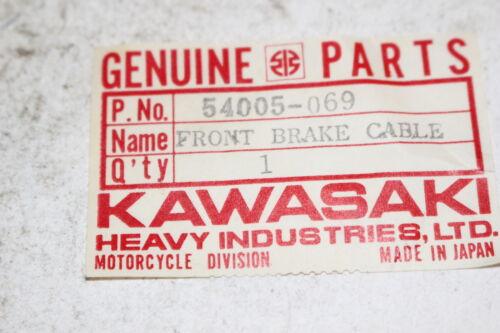 GENUINE PARTS
P.No. 54005-069
Name FRONT BRAKE CABLE
Q'ty 1
KAWASAKI
HEAVY INDUSTRIES, LTD.
MOTORCYCLE DIVISION MADE IN JAPAN